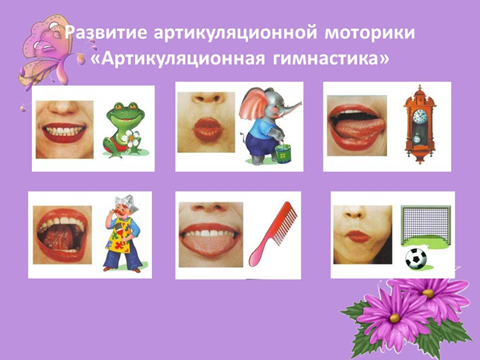 Развитие артикуляционной моторики
«Артикуляционная гимнастика»